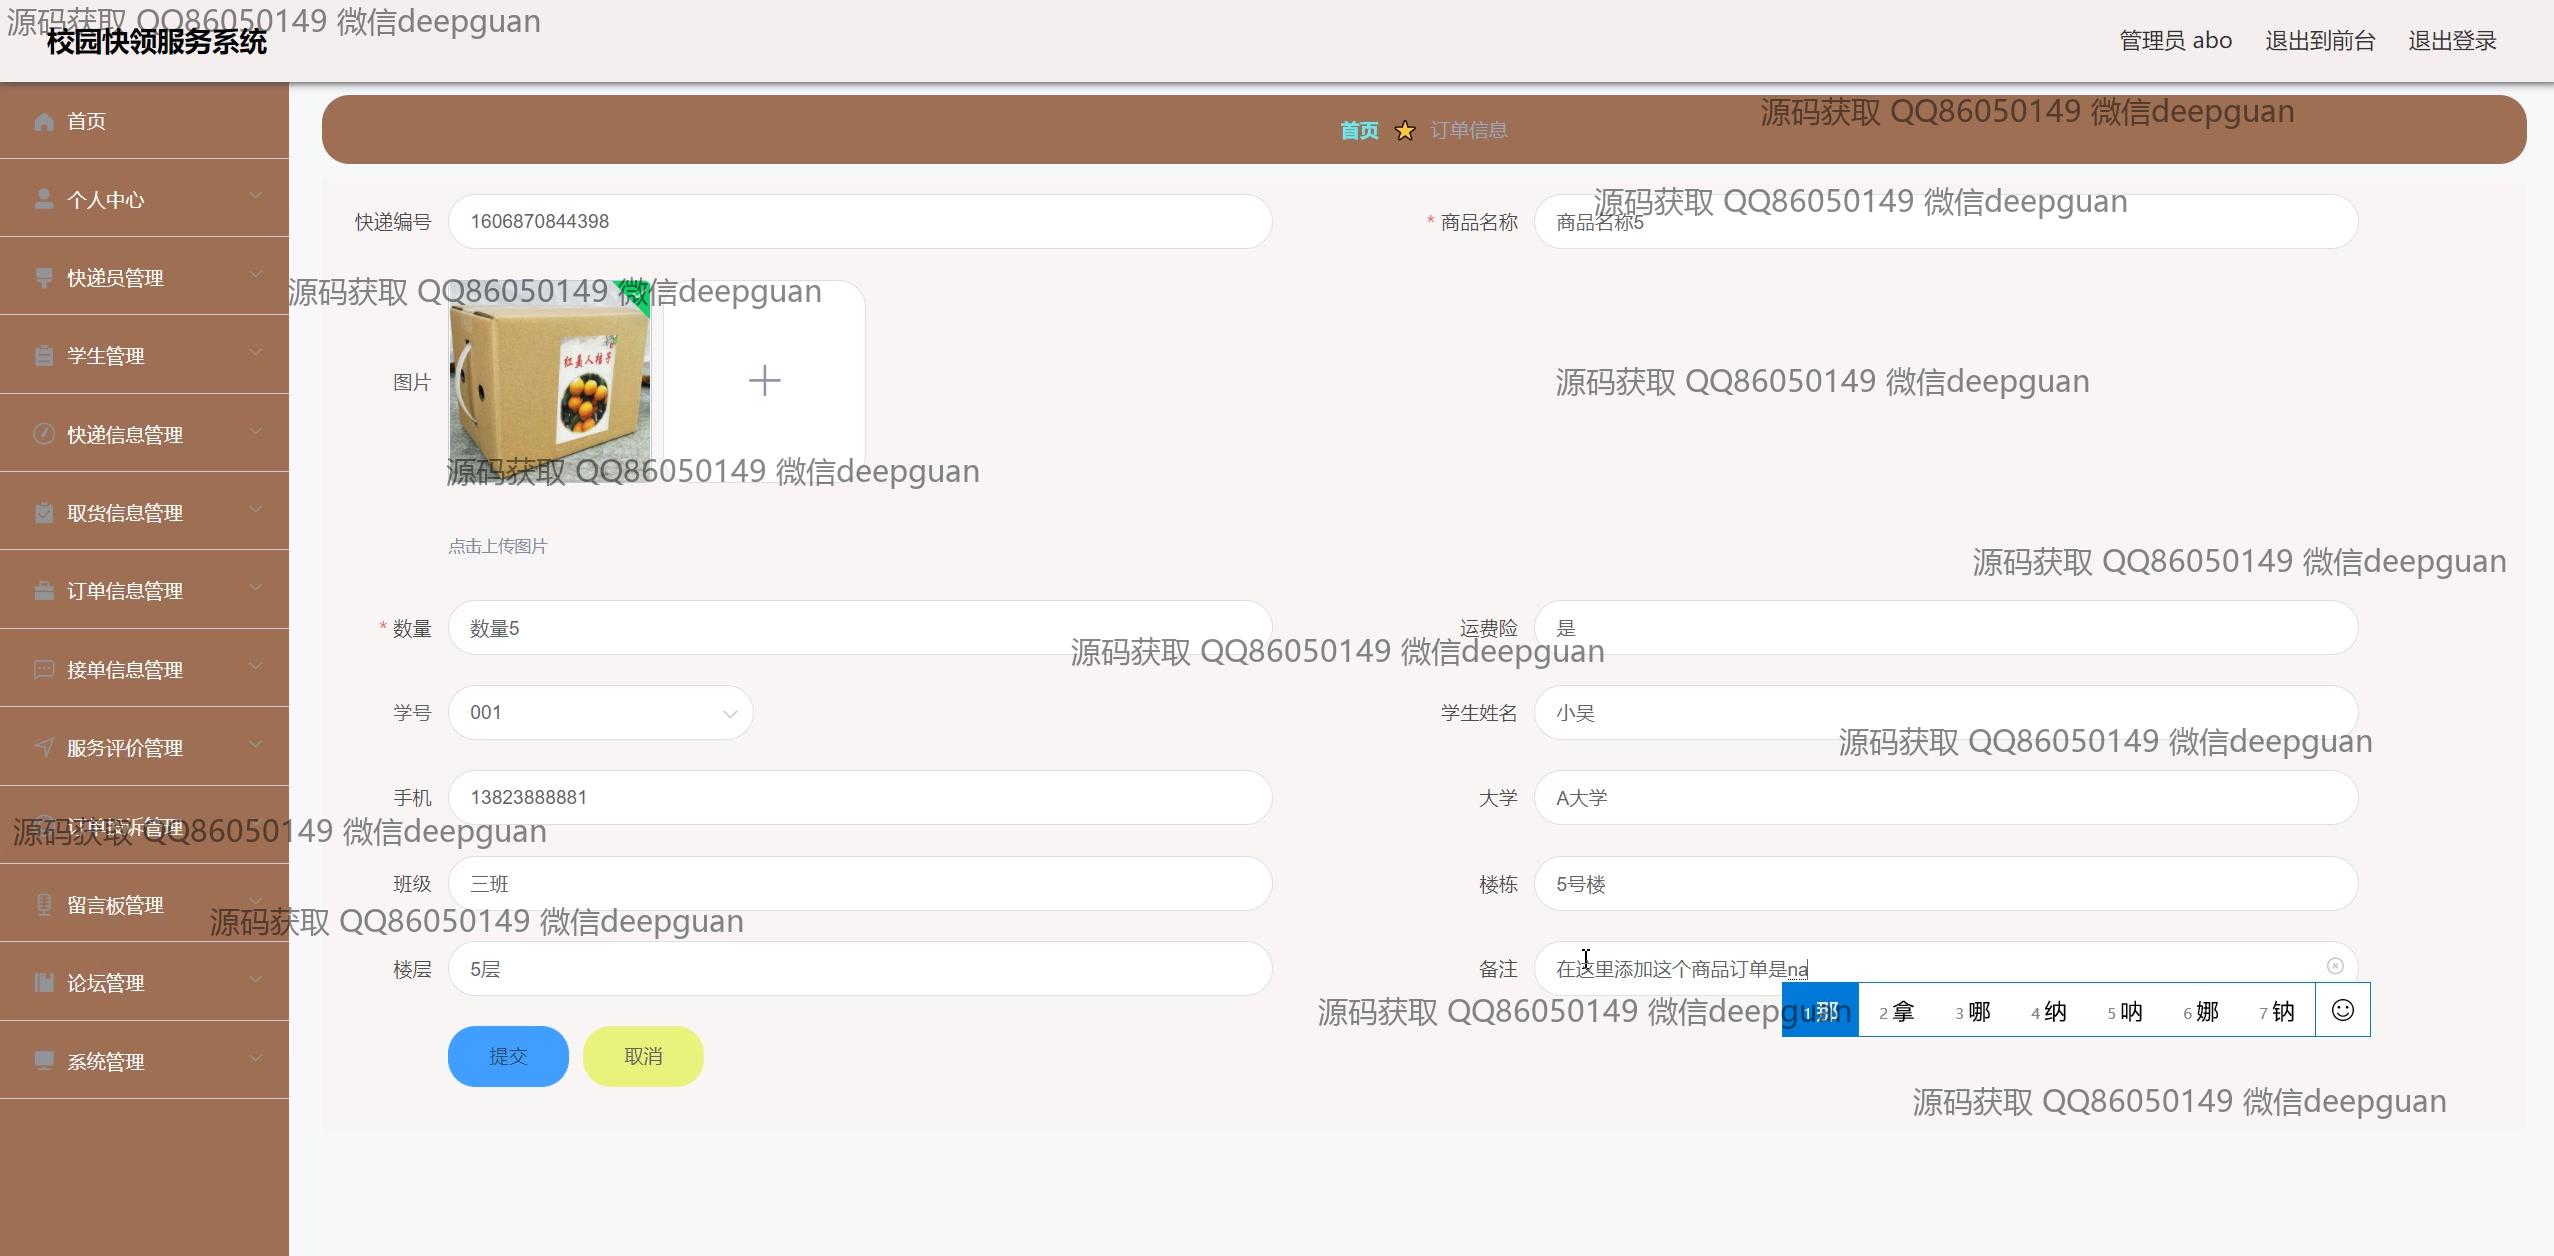 源码获取 QQ86050149 微信deepguan
校园快领服务系统
管理员 abo
退出到前台
退出登录
首页
个人中心
快递员管理
学生管理
快递信息管理
取货信息管理
订单信息管理
接单信息管理
服务评价管理
订单投诉管理
留言板管理
论坛管理
系统管理
首页 订单信息
源码获取 QQ86050149 微信deepguan
快递编号 1606870844398
* 商品名称 商品名称5
源码获取 QQ86050149 微信deepguan
源码获取 QQ86050149 微信deepguan
图片
红美人桔子
源码获取 QQ86050149 微信deepguan
源码获取 QQ86050149 微信deepguan
点击上传图片
源码获取 QQ86050149 微信deepguan
* 数量 数量5
运费险 是
源码获取 QQ86050149 微信deepguan
学号 001
学生姓名 小吴
源码获取 QQ86050149 微信deepguan
手机 13823888881
大学 A大学
源码获取 QQ86050149 微信deepguan
班级 三班
楼栋 5号楼
源码获取 QQ86050149 微信deepguan
楼层 5层
备注 在这里添加这个商品订单是na
源码获取 QQ86050149 微信deepguan
1 那 2 拿 3 哪 4 纳 5 呐 6 娜 7 钠
提交 取消
源码获取 QQ86050149 微信deepguan